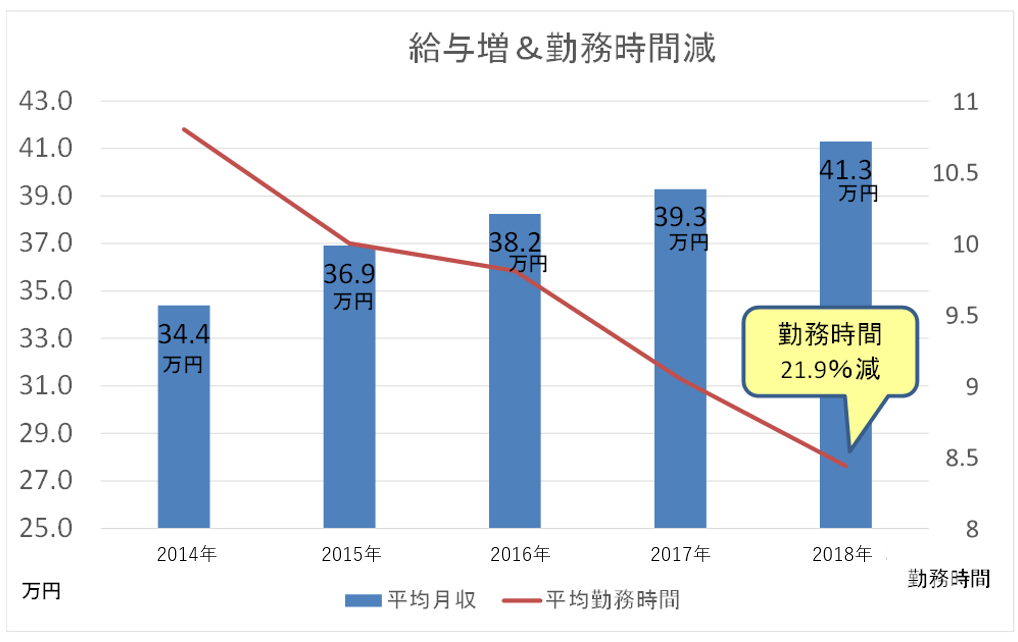 給与増＆勤務時間減
43.0
41.0
39.0
37.0
35.0
33.0
31.0
29.0
27.0
25.0
11
10.5
10
9.5
9
8.5
8
34.4
万円
36.9
万円
38.2
万円
39.3
万円
41.3
万円
勤務時間
21.9％減
2014年
2015年
2016年
2017年
2018年
万円
勤務時間
平均月収
平均勤務時間